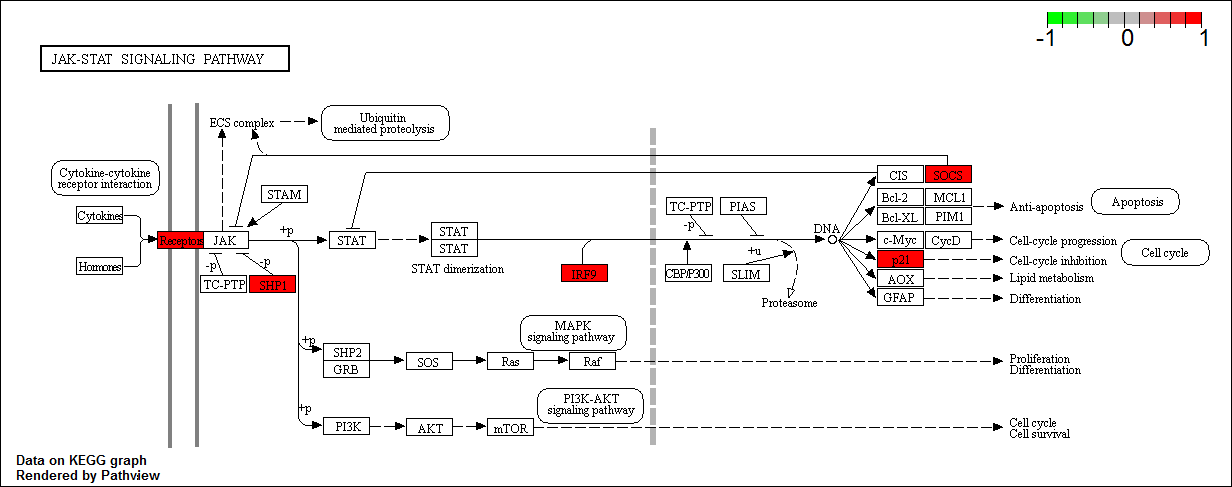 -1 0 1
JAK-STAT SIGNALING PATHWAY
ECS complex
Ubiquitin
mediated proteolysis
Cytokine-cytokine
receptor interaction
CIS
SOCS
STAM
Bcl-2
MCL1
Apoptosis
Cytokines
TC-PTP
PIAS
Anti-apoptosis
Bcl-XL
PIM1
-p
DNA
+p
STAT
Receptors
JAK
STAT
c-Myc
CycD
Cell-cycle progression
STAT
+u
Cell cycle
p21
Cell-cycle inhibition
Hormones
-p
-p
STAT dimerization
IRF9
CBP/P300
SLIM
TC-PTP
SHP1
AOX
Lipid metabolism
GFAP
Differentiation
Proteasome
MAPK
signaling pathway
+p
SHP2
GRB
SOS
Ras
Raf
Proliferation
Differentiation
PI3K-AKT
signaling pathway
+p
PI3K
AKT
mTOR
Cell cycle
Cell survival
Data on KEGG graph
Rendered by Pathview